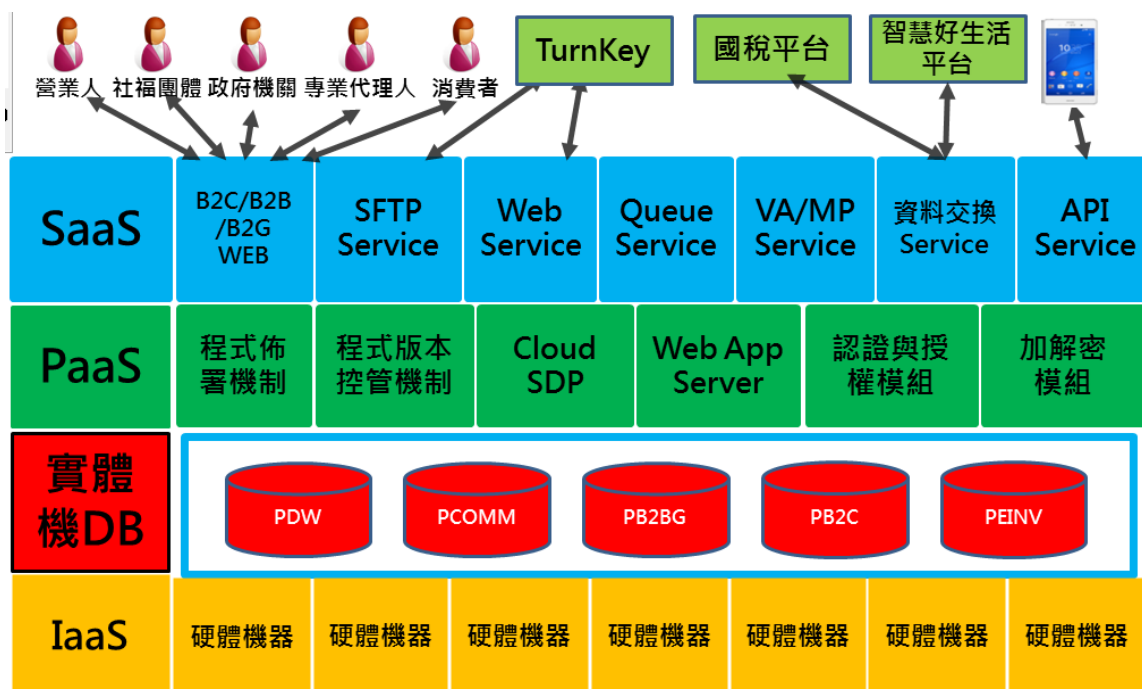 營業人 社福團體 政府機關 專業代理人 消費者
TurnKey
國稅平台
智慧好生活
平台
SaaS
B2C/B2B
/B2G
WEB
SFTP
Service
Web
Service
Queue
Service
VA/MP
Service
資料交換
Service
API
Service
PaaS
程式佈
署機制
程式版本
控管機制
Cloud
SDP
Web App
Server
認證與授
權模組
加解密
模組
實體
機DB
PDW
PCOMM
PB2BG
PB2C
PEINV
IaaS
硬體機器
硬體機器
硬體機器
硬體機器
硬體機器
硬體機器
硬體機器